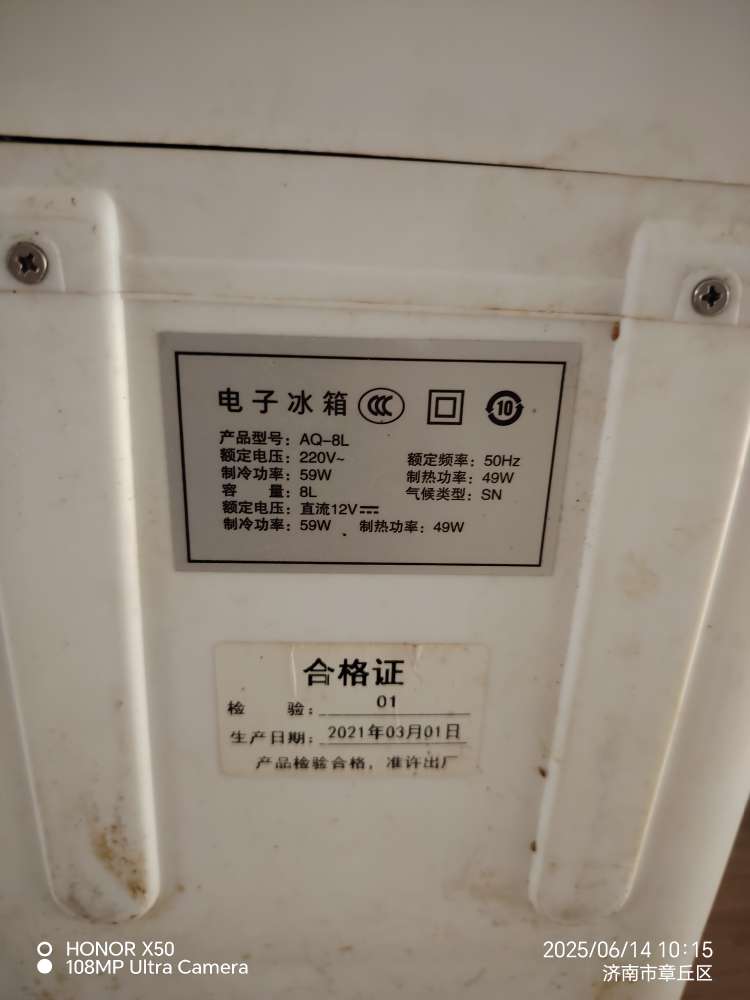 电子冰箱 CCC 10
产品型号：AQ-8L
额定电压：220V~ 额定频率：50Hz
制冷功率：59W 制热功率：49W
容 量：8L 气候类型：SN
额定电压：直流12V⎓
制冷功率：59W 制热功率：49W
合格证
检 验：01
生产日期：2021年03月01日
产品检验合格，准许出厂
HONOR X50
108MP Ultra Camera
2025/06/14 10:15
济南市章丘区